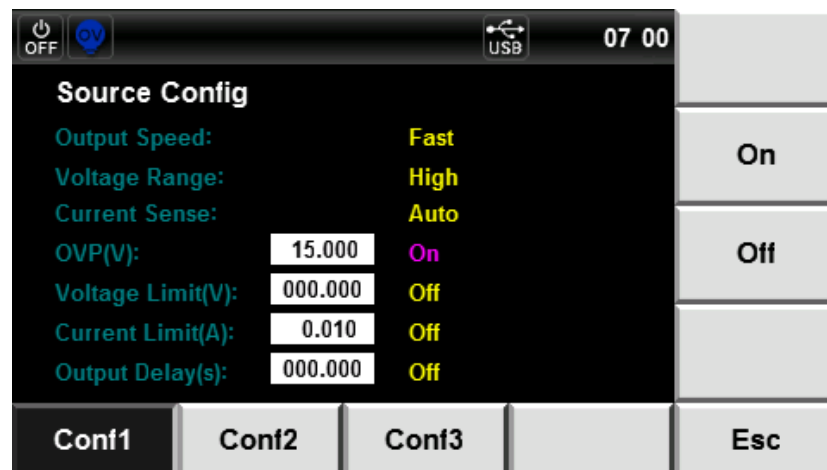 OFF OV USB 07 00
Source Config
Output Speed: Fast
On
Voltage Range: High
Current Sense: Auto
OVP(V): 15.000 On
Off
Voltage Limit(V): 000.000 Off
Current Limit(A): 0.010 Off
Output Delay(s): 000.000 Off
Conf1 Conf2 Conf3 Esc